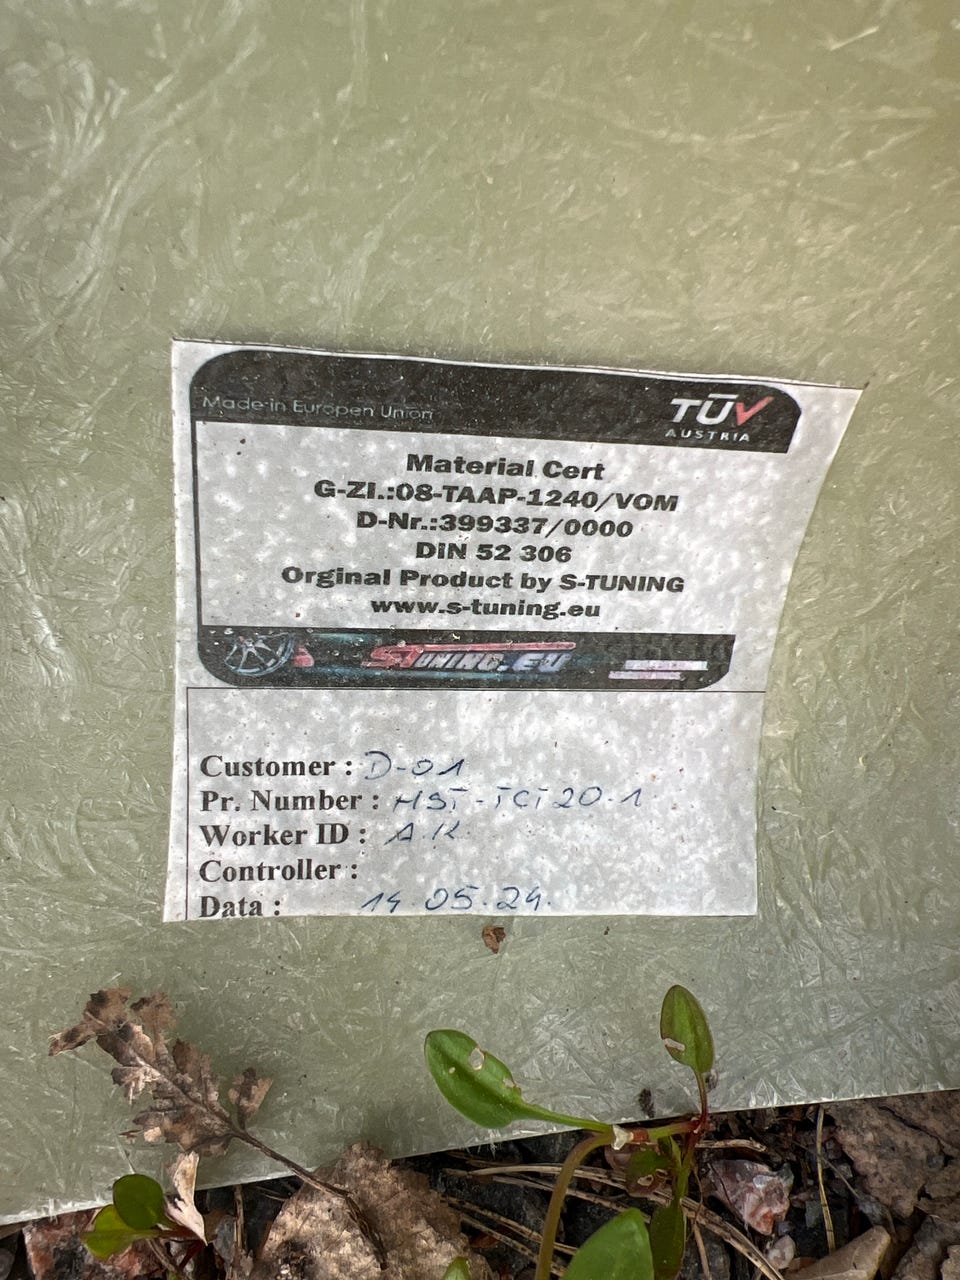 Made in Europen Union
TÜV
AUSTRIA
Material Cert
G-ZI.:08-TAAP-1240/VOM
D-Nr.:399337/0000
DIN 52 306
Orginal Product by S-TUNING
www.s-tuning.eu
STUNING.EU
Customer : D-01
Pr. Number : HST-TCT20-1
Worker ID : A.K.
Controller :
Data : 14.05.24.